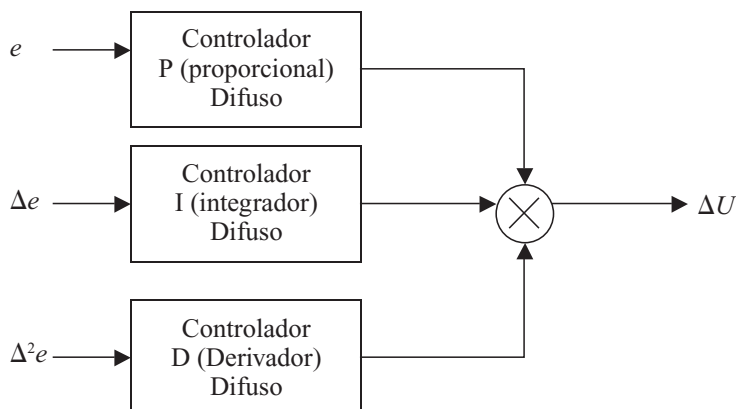 e
Controlador
P (proporcional)
Difuso
Δe
Controlador
I (integrador)
Difuso
ΔU
Δ²e
Controlador
D (Derivador)
Difuso